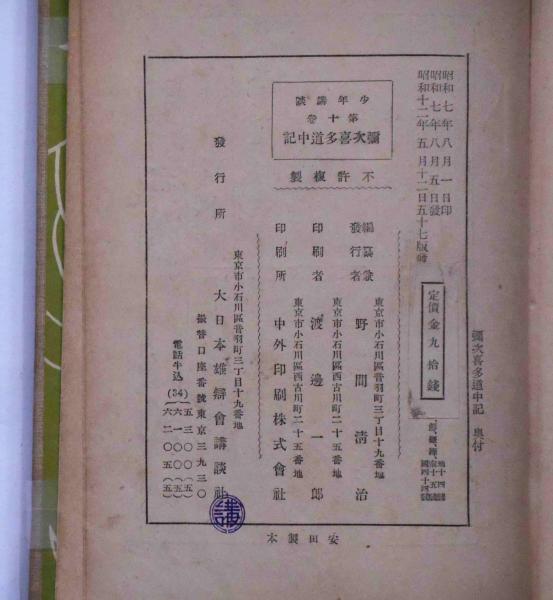 彌次喜多道中記 奥付
昭和七年八月一日印
昭和七年八月五日發
昭和十二年五月十二日五十七版
定價金九拾錢
少年講談
第十卷
彌次喜多道中記
不許複製
編纂兼
發行者
東京市小石川區音羽町三丁目十九番地
野間清治
東京市小石川區西古川町二十五番地
印刷者 渡邊一郎
東京市小石川區西古川町二十五番地
印刷所 中外印刷株式會社
東京市小石川區音羽町三丁目十九番地
發行所 大日本雄辯會講談社
振替口座番號東京三九三〇
電話牛込(34)
安田製本